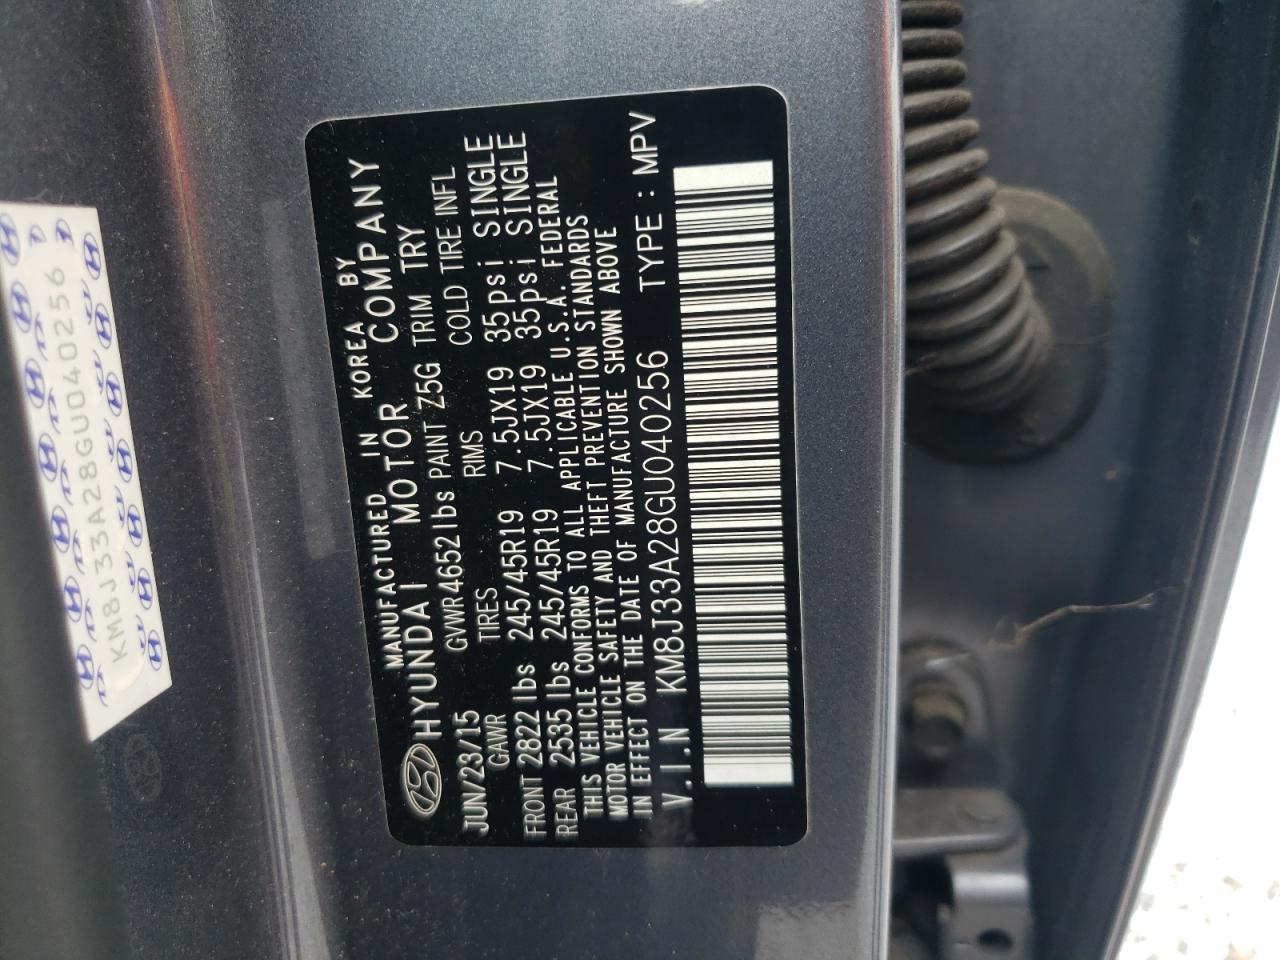 MANUFACTURED IN KOREA BY
HYUNDAI MOTOR COMPANY
JUN/23/15 GVWR 4652 lbs PAINT Z5G TRIM TRY
GAWR TIRES RIMS COLD TIRE INFL
FRONT 2822 lbs 245/45R19 7.5JX19 35psi SINGLE
REAR 2535 lbs 245/45R19 7.5JX19 35psi SINGLE
THIS VEHICLE CONFORMS TO ALL APPLICABLE U.S.A. FEDERAL
MOTOR VEHICLE SAFETY AND THEFT PREVENTION STANDARDS
IN EFFECT ON THE DATE OF MANUFACTURE SHOWN ABOVE
V.I.N KM8J33A28GU040256 TYPE : MPV
KM8J33A28GU040256